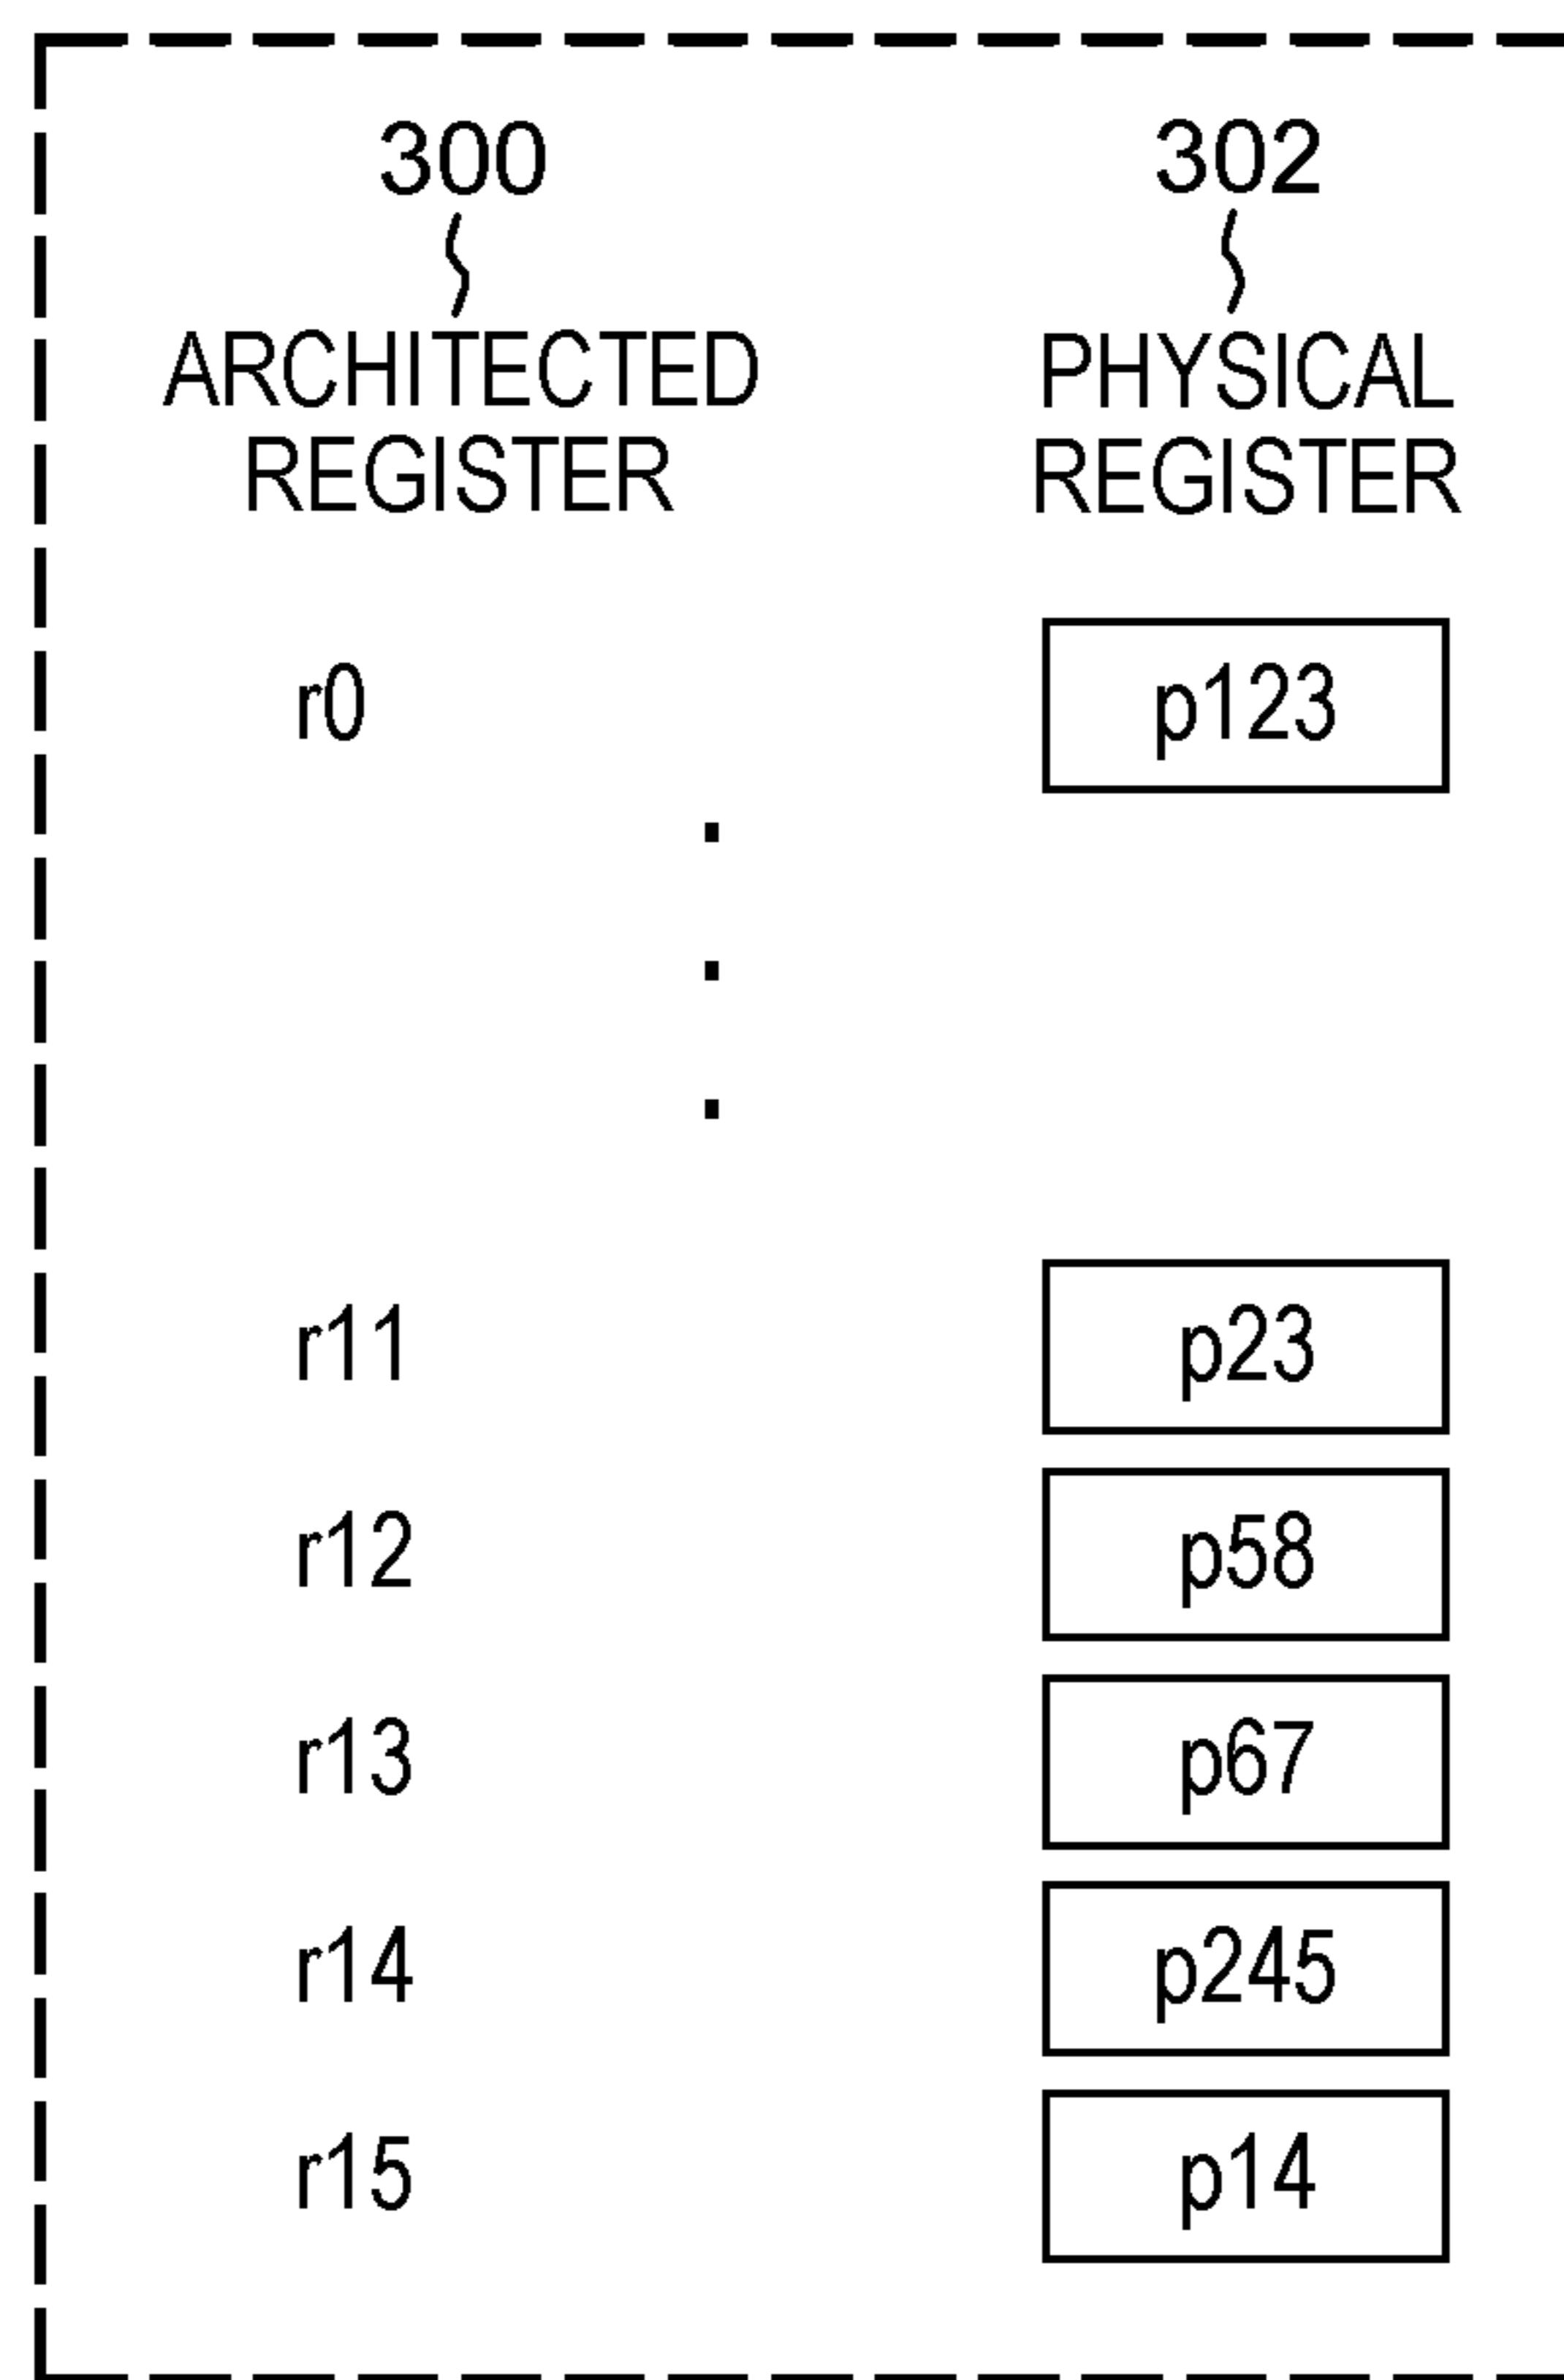 300 302
ARCHITECTED PHYSICAL
REGISTER REGISTER
r0 p123
.
.
.
r11 p23
r12 p58
r13 p67
r14 p245
r15 p14